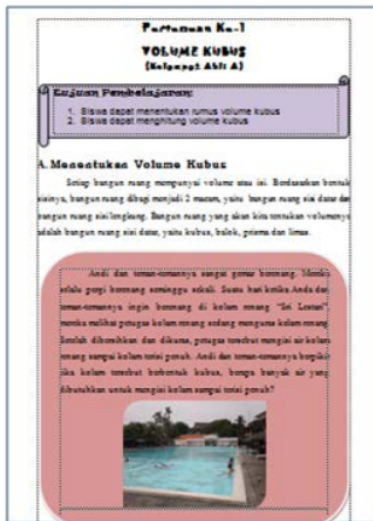 Pertemuan Ke-1
VOLUME KUBUS
(Kelompok Ahli A)
Tujuan Pembelajaran:
1. Siswa dapat menentukan rumus volume kubus
2. Siswa dapat menghitung volume kubus
A. Menentukan Volume Kubus
Setiap bangun ruang mempunyai volume atau isi. Berdasarkan bentuk
sisinya, bangun ruang dibagi menjadi 2 macam, yaitu bangun ruang sisi datar dan
bangun ruang sisi lengkung. Bangun ruang yang akan kita tentukan volumenya
adalah bangun ruang sisi datar, yaitu kubus, balok, prisma dan limas.
Andi dan teman-temannya sangat gemar berenang. Mereka
selalu pergi berenang seminggu sekali. Suatu hari ketika Andi dan
teman-temannya ingin berenang di kolam renang "Sri Lestari",
mereka melihat petugas kolam renang sedang menguras kolam renang.
Setelah dibersihkan dan dikuras, petugas tersebut mengisi air kolam
renang sampai kolam terisi penuh. Andi dan teman-temannya berpikir
jika kolam tersebut berbentuk kubus, berapa banyak air yang
dibutuhkan untuk mengisi kolam sampai terisi penuh?